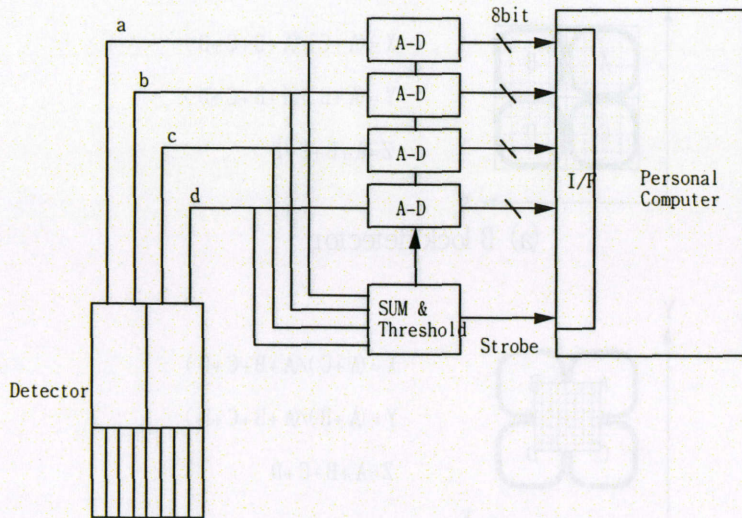 a
8bit
A-D
b
A-D
c
A-D
I/F
Personal
Computer
d
A-D
SUM &
Threshold
Strobe
Detector